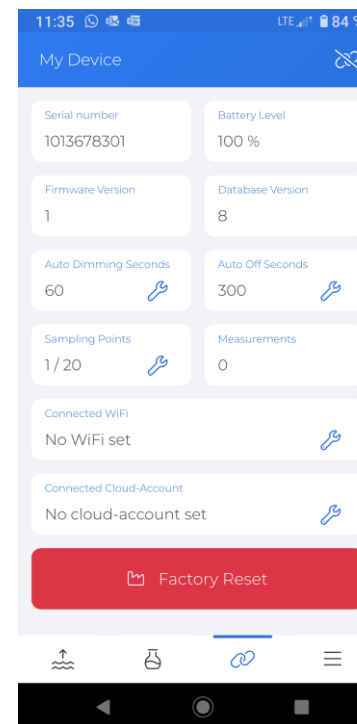 11:35 LTE 84 %
My Device
Serial number
1013678301
Battery Level
100 %
Firmware Version
1
Database Version
8
Auto Dimming Seconds
60
Auto Off Seconds
300
Sampling Points
1 / 20
Measurements
0
Connected WiFi
No WiFi set
Connected Cloud-Account
No cloud-account set
Factory Reset